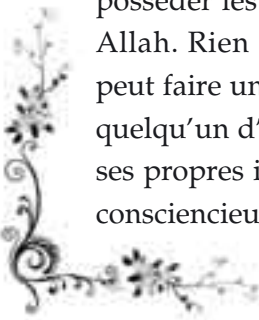 posséder les
Allah. Rien
peut faire un
quelqu'un d'
ses propres i
consciencieu